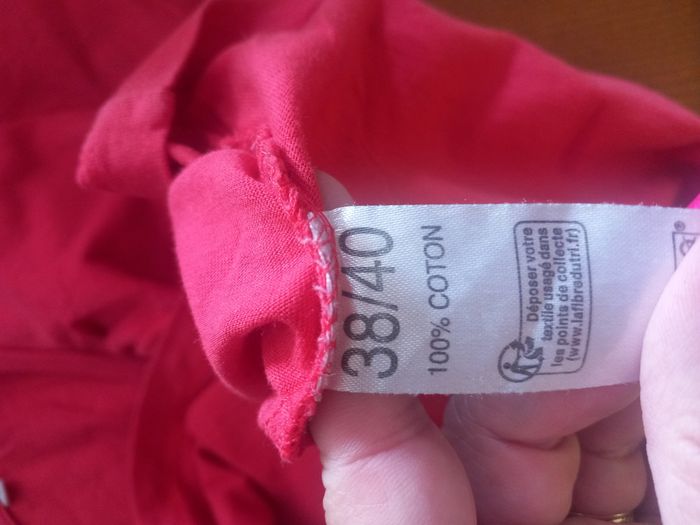 38/40
100% COTON
Déposer votre
textile usagé dans
les points de collecte
(www.lafibredutri.fr)
®